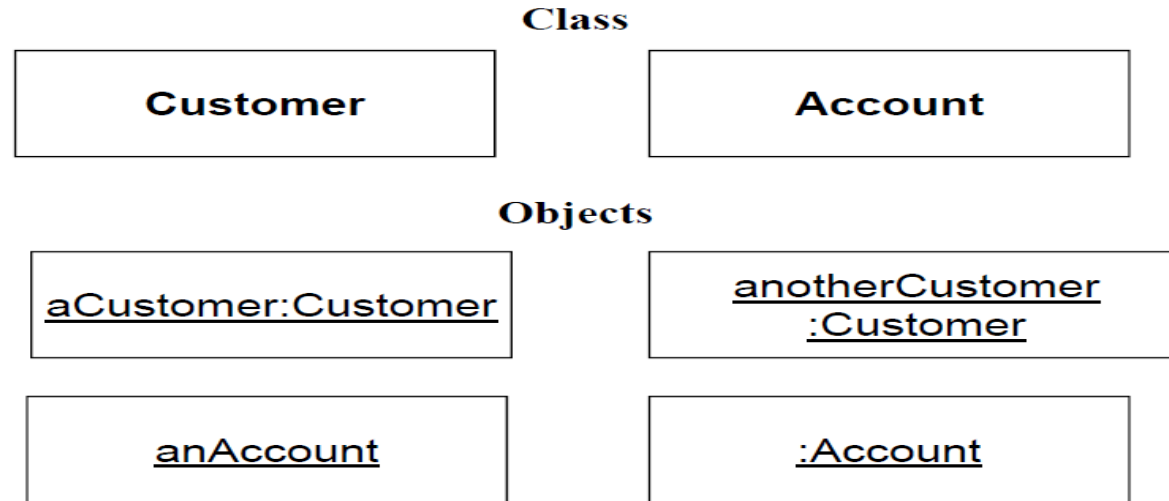 Class
Customer
Account
Objects
aCustomer:Customer
anotherCustomer
:Customer
anAccount
:Account